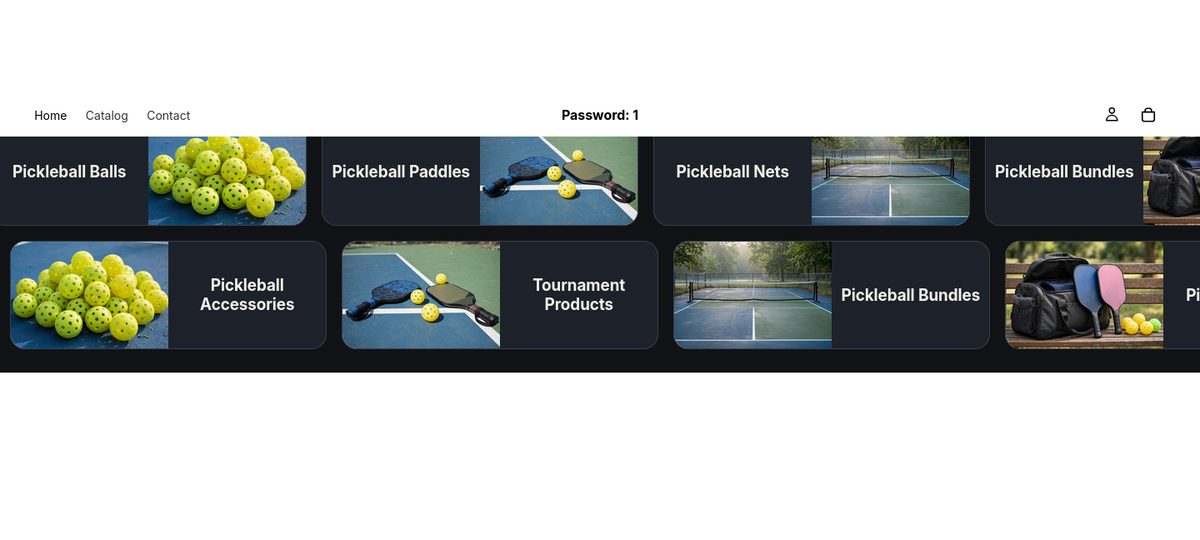 Home
Catalog
Contact
Password: 1
Pickleball Balls
Pickleball Paddles
Pickleball Nets
Pickleball Bundles
Pickleball
Accessories
Tournament
Products
Pickleball Bundles
Pi